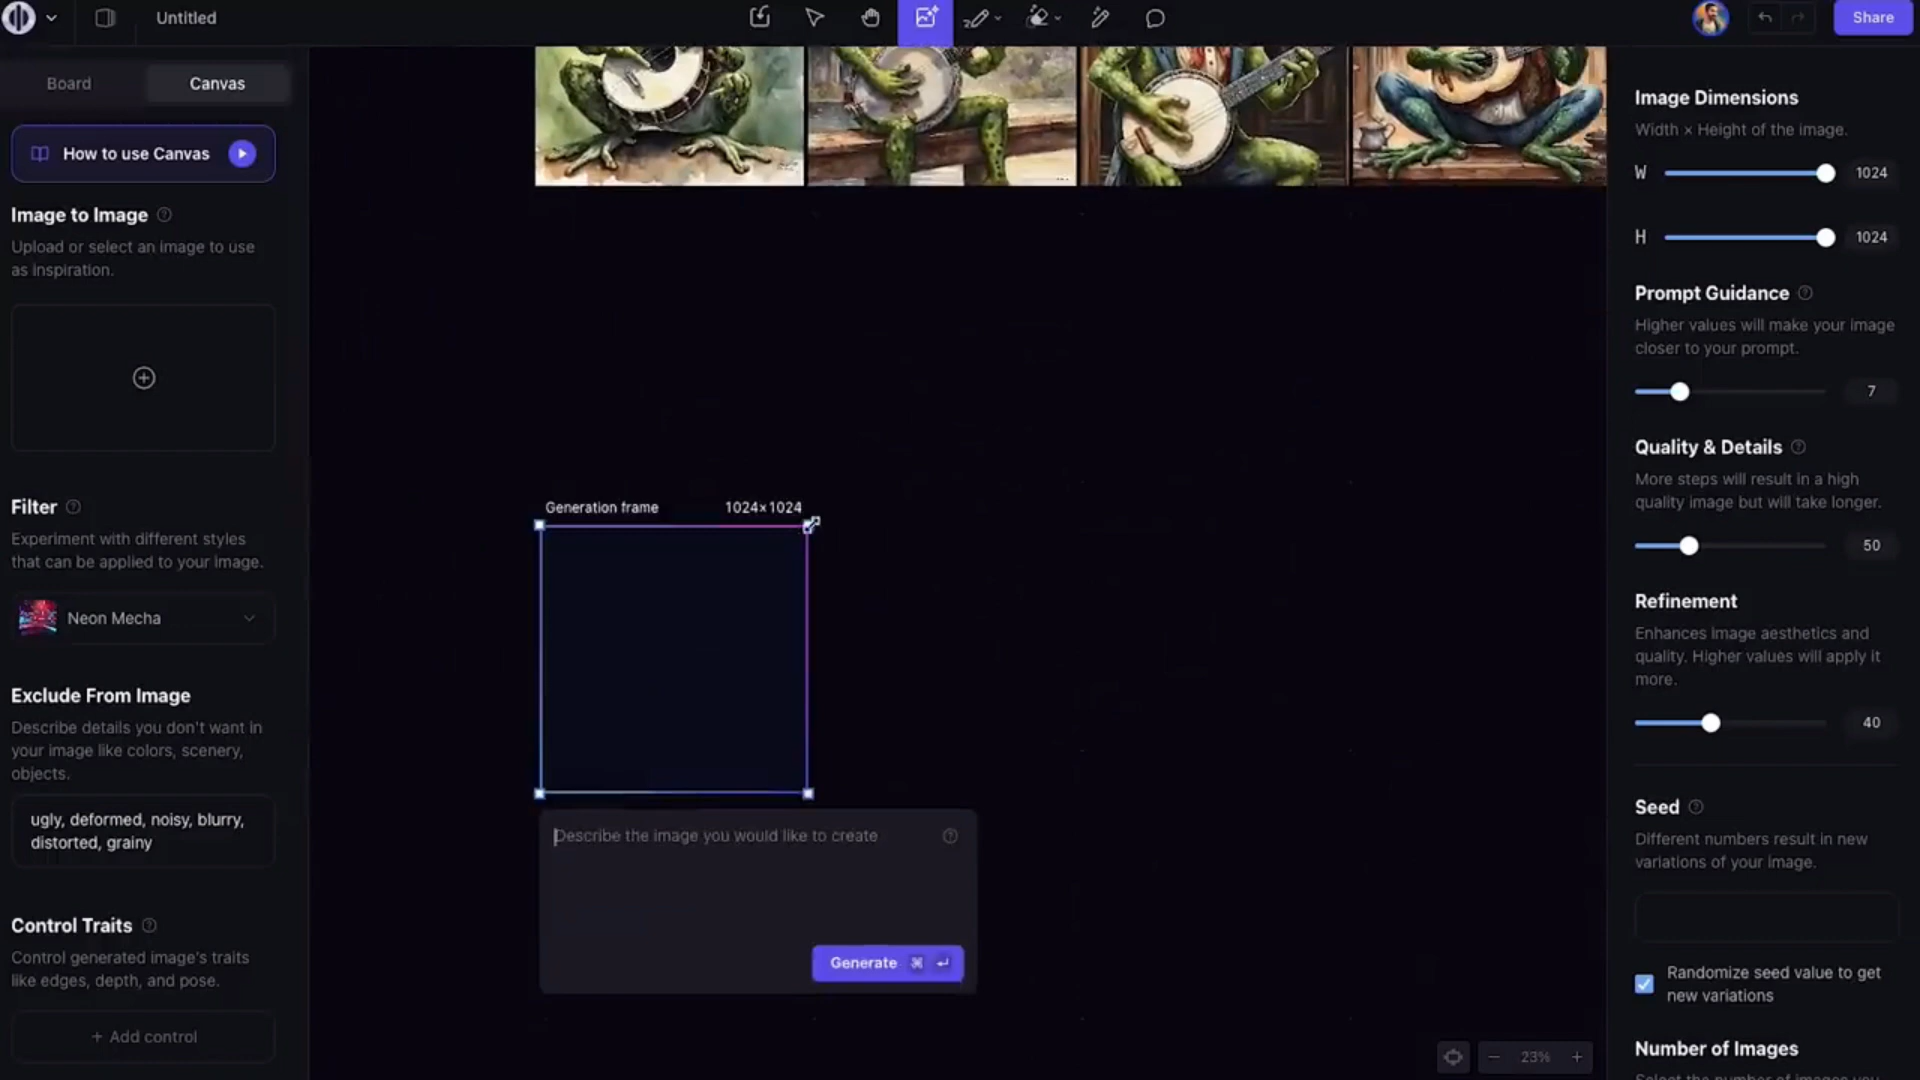 Untitled
Share
Board
Canvas
How to use Canvas
Image to Image
Upload or select an image to use
as inspiration.
Filter
Experiment with different styles
that can be applied to your image.
Neon Mecha
Exclude From Image
Describe details you don't want in
your image like colors, scenery,
objects.
ugly, deformed, noisy, blurry,
distorted, grainy
Control Traits
Control generated image's traits
like edges, depth, and pose.
+ Add control
Generation frame 1024×1024
Describe the image you would like to create
Generate ⌘ ↵
23%
Image Dimensions
Width × Height of the image.
W 1024
H 1024
Prompt Guidance
Higher values will make your image
closer to your prompt.
7
Quality & Details
More steps will result in a high
quality image but will take longer.
50
Refinement
Enhances image aesthetics and
quality. Higher values will apply it
more.
40
Seed
Different numbers result in new
variations of your image.
Randomize seed value to get
new variations
Number of Images
Select the number of images you